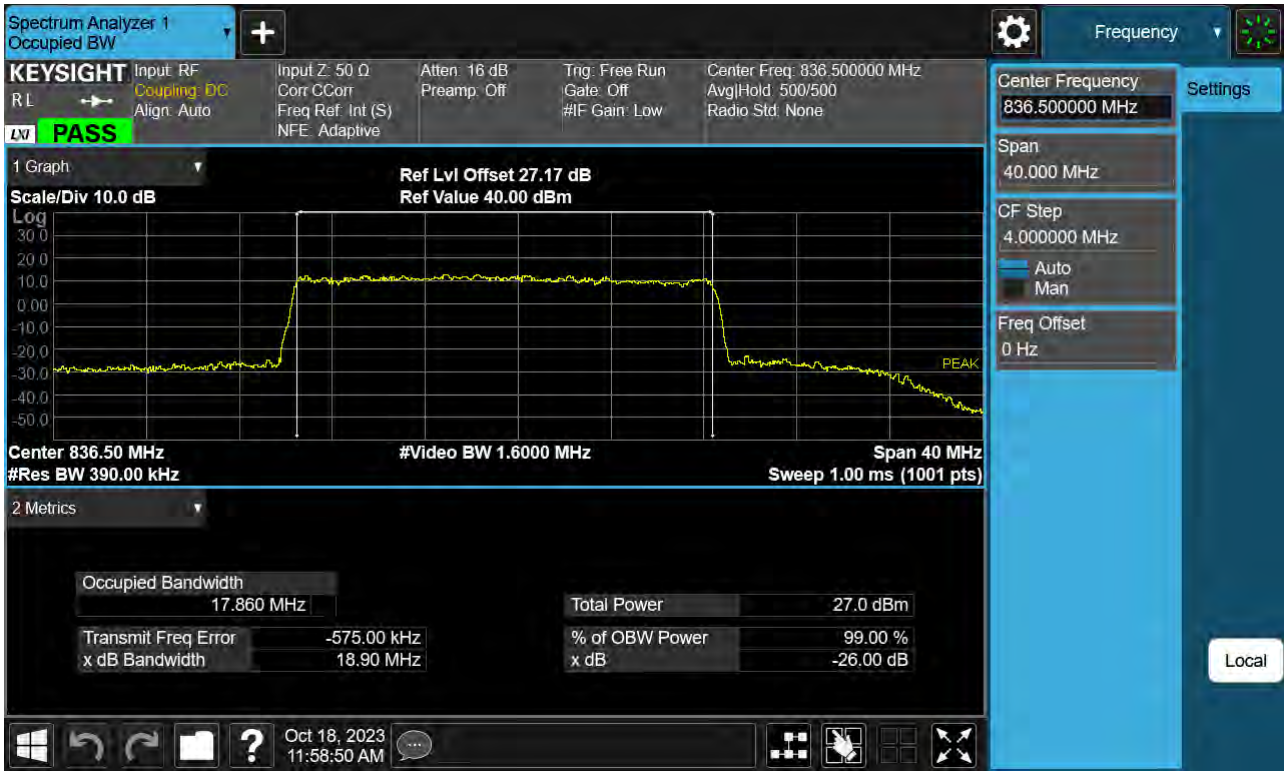 Spectrum Analyzer 1
Occupied BW
Frequency
KEYSIGHT
R L
LXI
PASS
Input: RF
Coupling: DC
Align: Auto
Input Z: 50 Ω
Corr CCorr
Freq Ref: Int (S)
NFE: Adaptive
Atten: 16 dB
Preamp: Off
Trig: Free Run
Gate: Off
#IF Gain: Low
Center Freq: 836.500000 MHz
Avg|Hold: 500/500
Radio Std: None
Center Frequency
836.500000 MHz
Settings
Span
40.000 MHz
CF Step
4.000000 MHz
Auto
Man
Freq Offset
0 Hz
1 Graph
Ref Lvl Offset 27.17 dB
Scale/Div 10.0 dB
Ref Value 40.00 dBm
Log
30.0
20.0
10.0
0.00
-10.0
-20.0
-30.0
-40.0
-50.0
PEAK
Center 836.50 MHz
#Video BW 1.6000 MHz
Span 40 MHz
#Res BW 390.00 kHz
Sweep 1.00 ms (1001 pts)
2 Metrics
Occupied Bandwidth
17.860 MHz
Total Power
27.0 dBm
Transmit Freq Error
-575.00 kHz
% of OBW Power
99.00 %
x dB Bandwidth
18.90 MHz
x dB
-26.00 dB
Local
?
Oct 18, 2023
11:58:50 AM